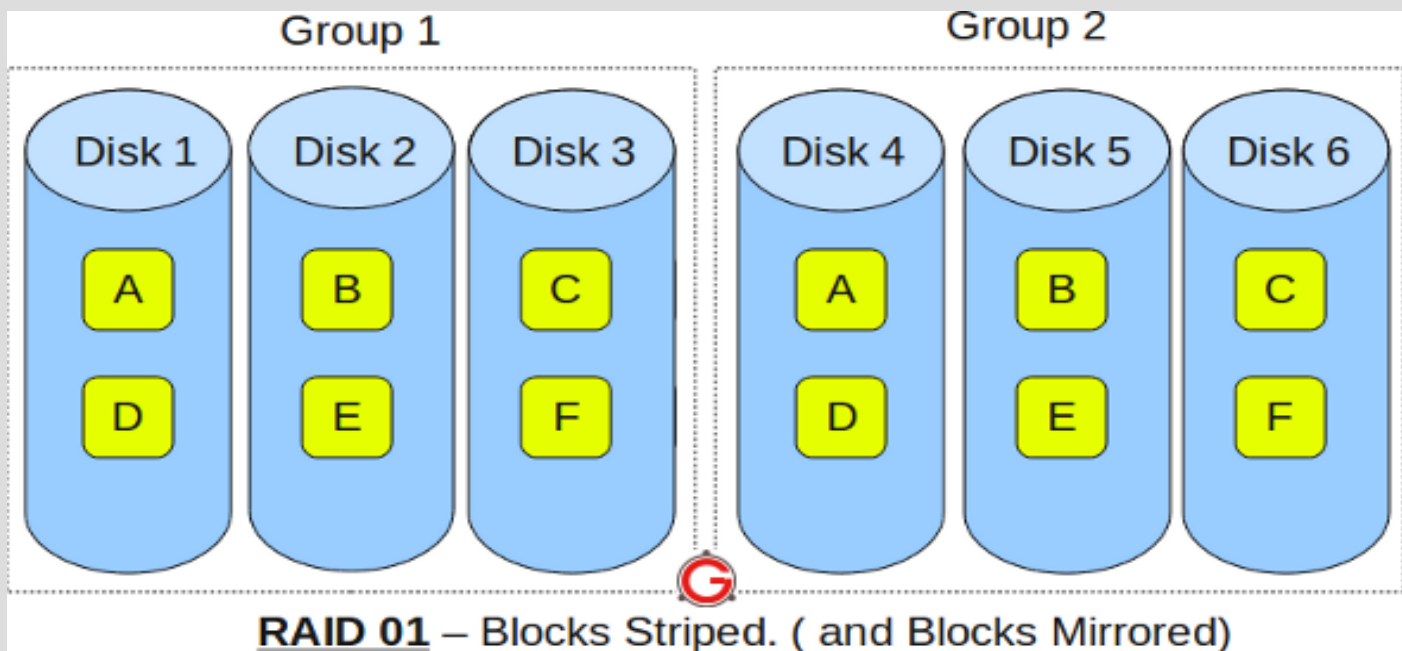 Group 1 Group 2
Disk 1 Disk 2 Disk 3 Disk 4 Disk 5 Disk 6
A B C A B C
D E F D E F
G
RAID 01 – Blocks Striped. ( and Blocks Mirrored)